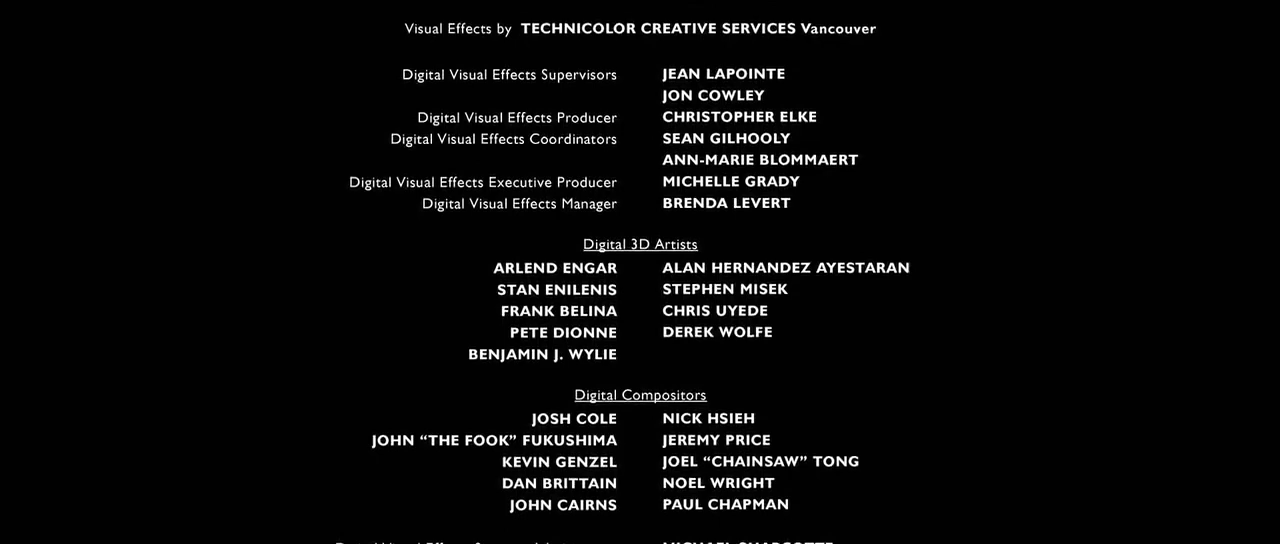 Visual Effects by TECHNICOLOR CREATIVE SERVICES Vancouver
Digital Visual Effects Supervisors JEAN LAPOINTE
JON COWLEY
Digital Visual Effects Producer CHRISTOPHER ELKE
Digital Visual Effects Coordinators SEAN GILHOOLY
ANN-MARIE BLOMMAERT
Digital Visual Effects Executive Producer MICHELLE GRADY
Digital Visual Effects Manager BRENDA LEVERT
Digital 3D Artists
ARLEND ENGAR ALAN HERNANDEZ AYESTARAN
STAN ENILENIS STEPHEN MISEK
FRANK BELINA CHRIS UYEDE
PETE DIONNE DEREK WOLFE
BENJAMIN J. WYLIE
Digital Compositors
JOSH COLE NICK HSIEH
JOHN “THE FOOK” FUKUSHIMA JEREMY PRICE
KEVIN GENZEL JOEL “CHAINSAW” TONG
DAN BRITTAIN NOEL WRIGHT
JOHN CAIRNS PAUL CHAPMAN